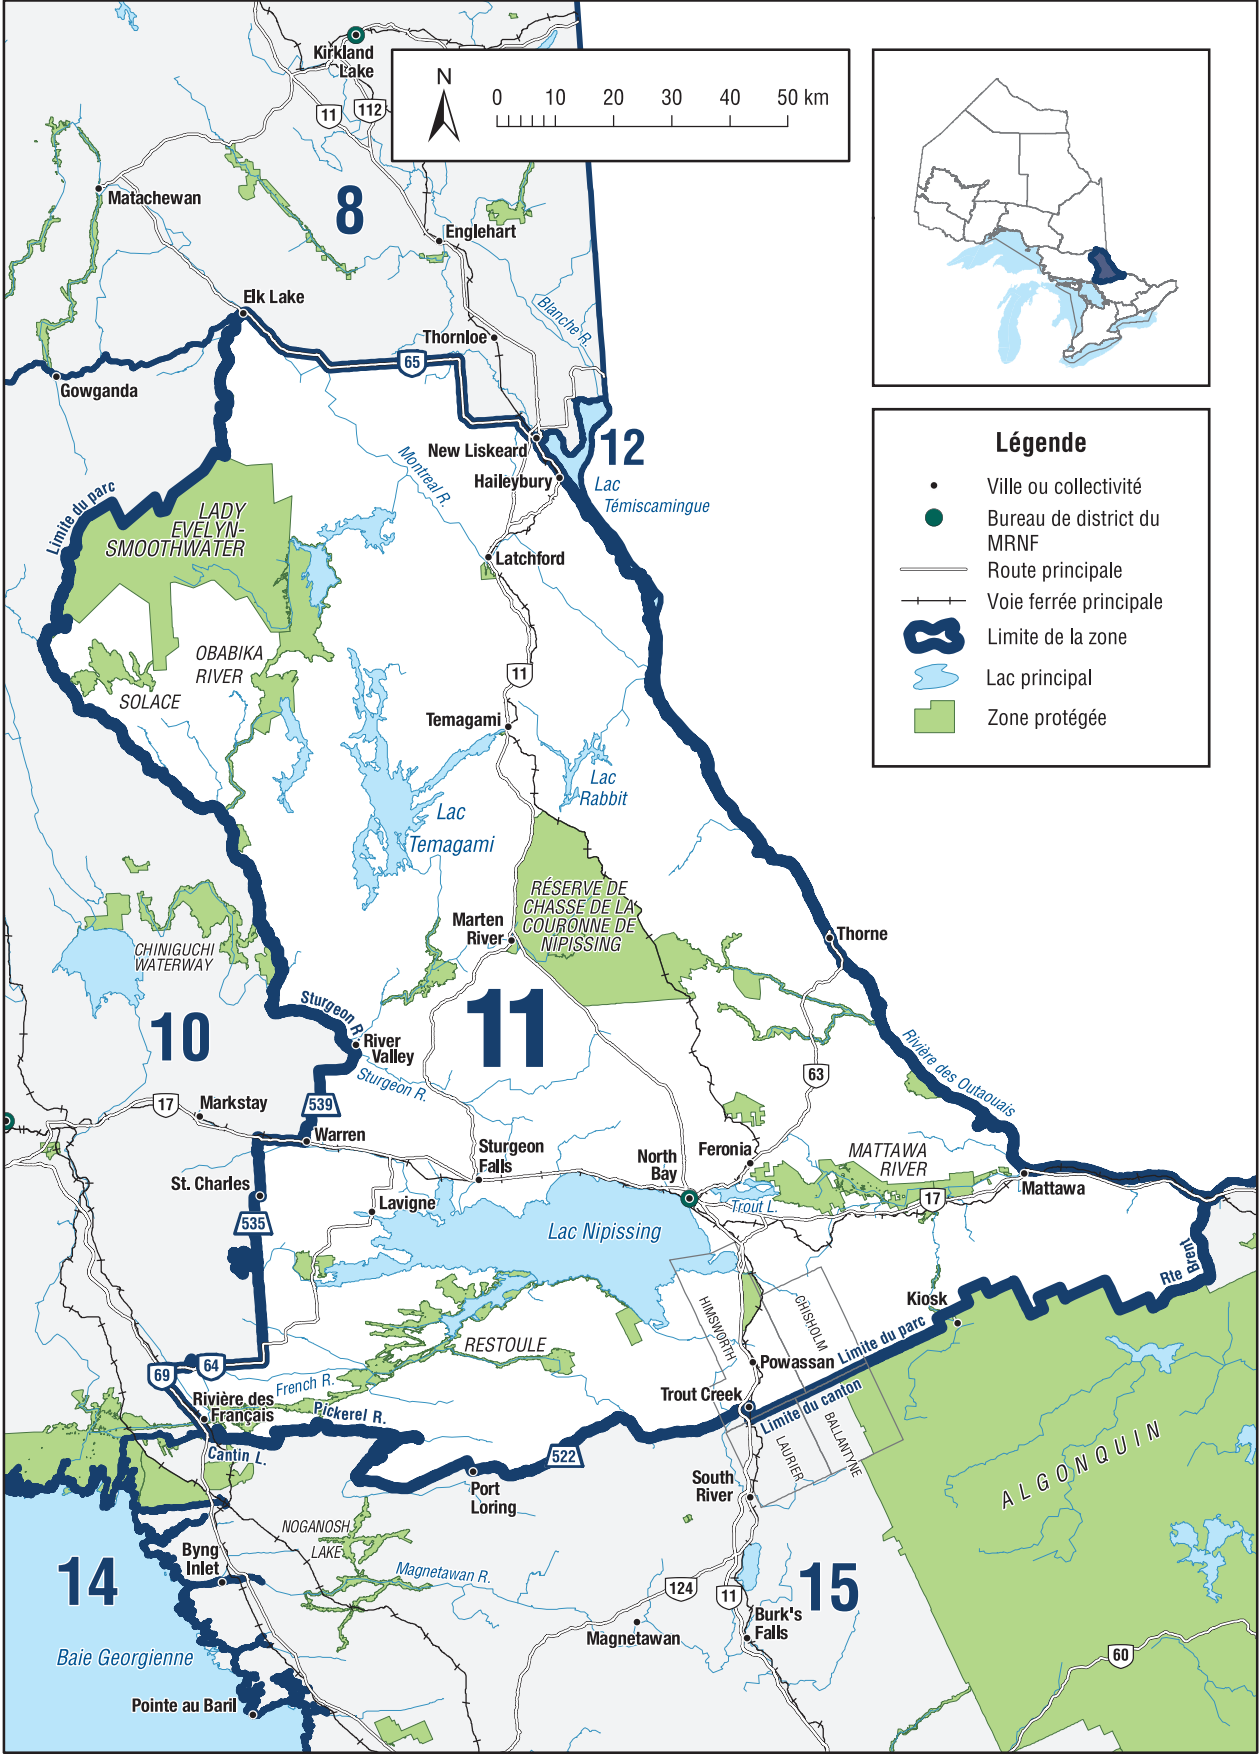 Kirkland
Lake
11
112
N
0 10 20 30 40 50 km
Matachewan
8
Englehart
Elk Lake
Blanche R.
Thornloe
65
Gowganda
New Liskeard
12
Haileybury
Lac
Témiscamingue
Montreal R.
Limite du parc
LADY
EVELYN-
SMOOTHWATER
Latchford
OBABIKA
RIVER
SOLACE
11
Temagami
Lac
Rabbit
Lac
Temagami
RÉSERVE DE
CHASSE DE LA
COURONNE DE
NIPISSING
Marten
River
Thorne
CHINIGUCHI
WATERWAY
10
Sturgeon R.
11
River
Valley
Sturgeon R.
Rivière des Outaouais
63
17
Markstay
539
Warren
Sturgeon
Falls
North
Bay
Feronia
MATTAWA
RIVER
St. Charles
Lavigne
Trout L.
17
Mattawa
535
Lac Nipissing
Rte Brent
Kiosk
HIMSWORTH
CHISHOLM
Limite du parc
RESTOULE
Powassan
64
69
French R.
Rivière des
Français
Pickerel R.
Trout Creek
Limite du canton
Cantin L.
522
LAURIER
BALLANTYNE
ALGONQUIN
Port
Loring
South
River
NOGANOSH
LAKE
Byng
Inlet
14
Magnetawan R.
124
11
15
Burk's
Falls
Magnetawan
Baie Georgienne
60
Pointe au Baril
Légende
Ville ou collectivité
Bureau de district du
MRNF
Route principale
Voie ferrée principale
Limite de la zone
Lac principal
Zone protégée